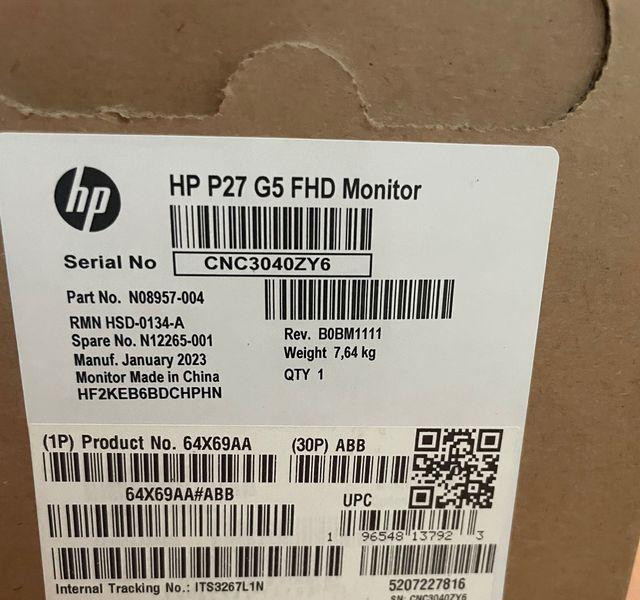 hp
HP P27 G5 FHD Monitor
Serial No CNC3040ZY6
Part No. N08957-004
RMN HSD-0134-A
Spare No. N12265-001
Manuf. January 2023
Monitor Made in China
HF2KEB6BDCHPHN
Rev. B0BM1111
Weight 7,64 kg
QTY 1
(1P) Product No. 64X69AA
(30P) ABB
64X69AA#ABB
UPC
1 96548 13792 3
Internal Tracking No.: ITS3267L1N
5207227816
SN: CNC3040ZY6